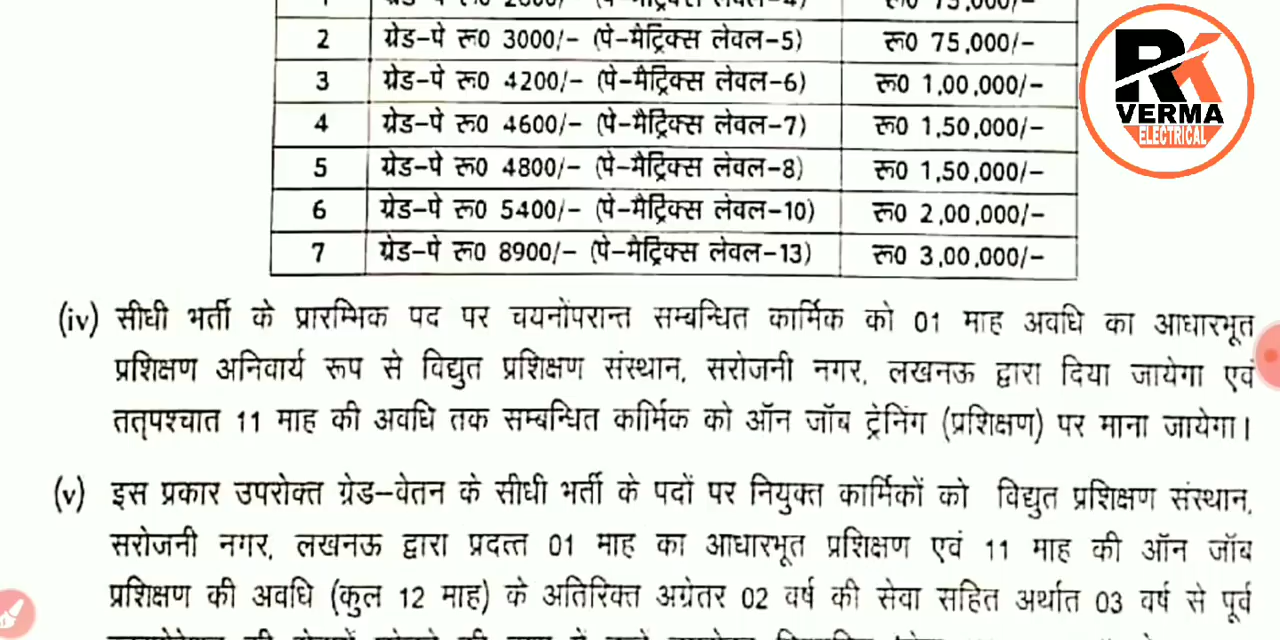 2 ग्रेड-पे रू0 3000/- (पे-मैट्रिक्स लेवल-5) रू0 75,000/-
3 ग्रेड-पे रू0 4200/- (पे-मैट्रिक्स लेवल-6) रू0 1,00,000/-
4 ग्रेड-पे रू0 4600/- (पे-मैट्रिक्स लेवल-7) रू0 1,50,000/-
5 ग्रेड-पे रू0 4800/- (पे-मैट्रिक्स लेवल-8) रू0 1,50,000/-
6 ग्रेड-पे रू0 5400/- (पे-मैट्रिक्स लेवल-10) रू0 2,00,000/-
7 ग्रेड-पे रू0 8900/- (पे-मैट्रिक्स लेवल-13) रू0 3,00,000/-
RK
VERMA
ELECTRICAL
(iv) सीधी भर्ती के प्रारम्भिक पद पर चयनोंपरान्त सम्बन्धित कार्मिक को 01 माह अवधि का आधारभूत
प्रशिक्षण अनिवार्य रूप से विद्युत प्रशिक्षण संस्थान, सरोजनी नगर, लखनऊ द्वारा दिया जायेगा एवं
तत्पश्चात 11 माह की अवधि तक सम्बन्धित कार्मिक को ऑन जॉब ट्रेनिंग (प्रशिक्षण) पर माना जायेगा।
(v) इस प्रकार उपरोक्त ग्रेड-वेतन के सीधी भर्ती के पदों पर नियुक्त कार्मिकों को विद्युत प्रशिक्षण संस्थान,
सरोजनी नगर, लखनऊ द्वारा प्रदत्त 01 माह का आधारभूत प्रशिक्षण एवं 11 माह की ऑन जॉब
प्रशिक्षण की अवधि (कुल 12 माह) के अतिरिक्त अग्रेतर 02 वर्ष की सेवा सहित अर्थात 03 वर्ष से पूर्व